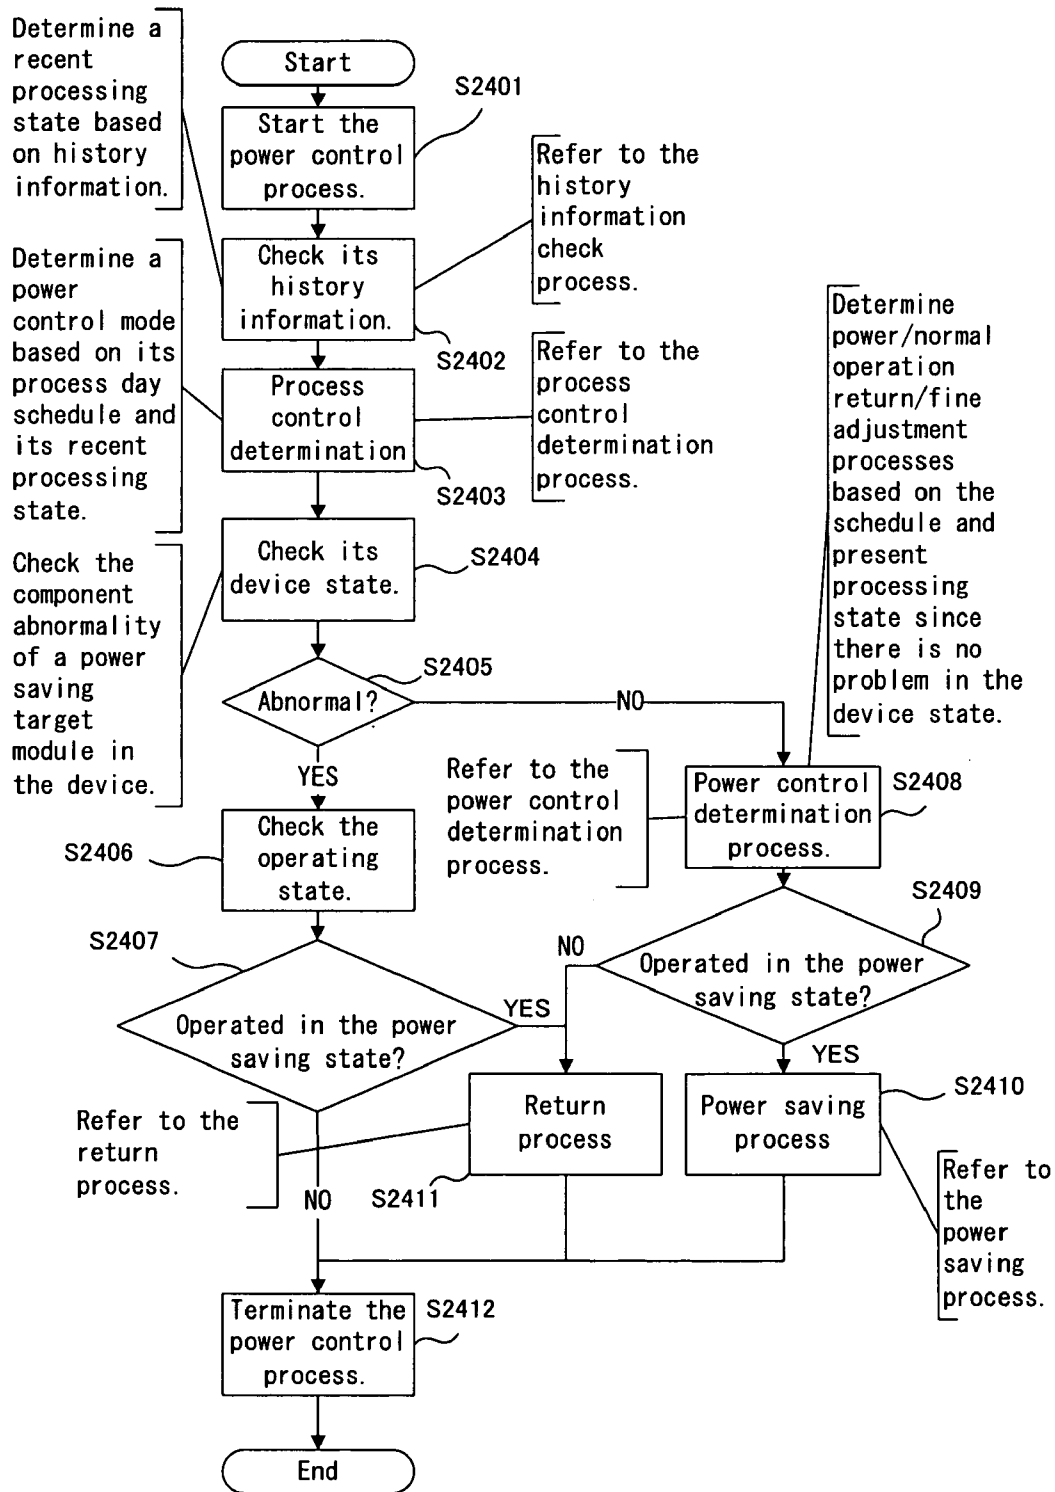 Determine a
recent
processing
state based
on history
information.
Start
S2401
Start the
power control
process.
Refer to the
history
information
check
process.
Check its
history
information.
S2402
Determine a
power
control mode
based on its
process day
schedule and
its recent
processing
state.
Process
control
determination
S2403
Refer to the
process
control
determination
process.
Determine
power/normal
operation
return/fine
adjustment
processes
based on the
schedule and
present
processing
state since
there is no
problem in the
device state.
Check its
device state.
S2404
Check the
component
abnormality
of a power
saving
target
module in
the device.
S2405
Abnormal?
NO
YES
Refer to the
power control
determination
process.
Power control
determination
process.
S2408
S2406
Check the
operating
state.
S2409
S2407
NO
Operated in the power
saving state?
YES
Operated in the power
saving state?
YES
Return
process
Power saving
process
S2410
Refer to the
return
process.
S2411
NO
Refer to
the
power
saving
process.
Terminate the
power control
process.
S2412
End